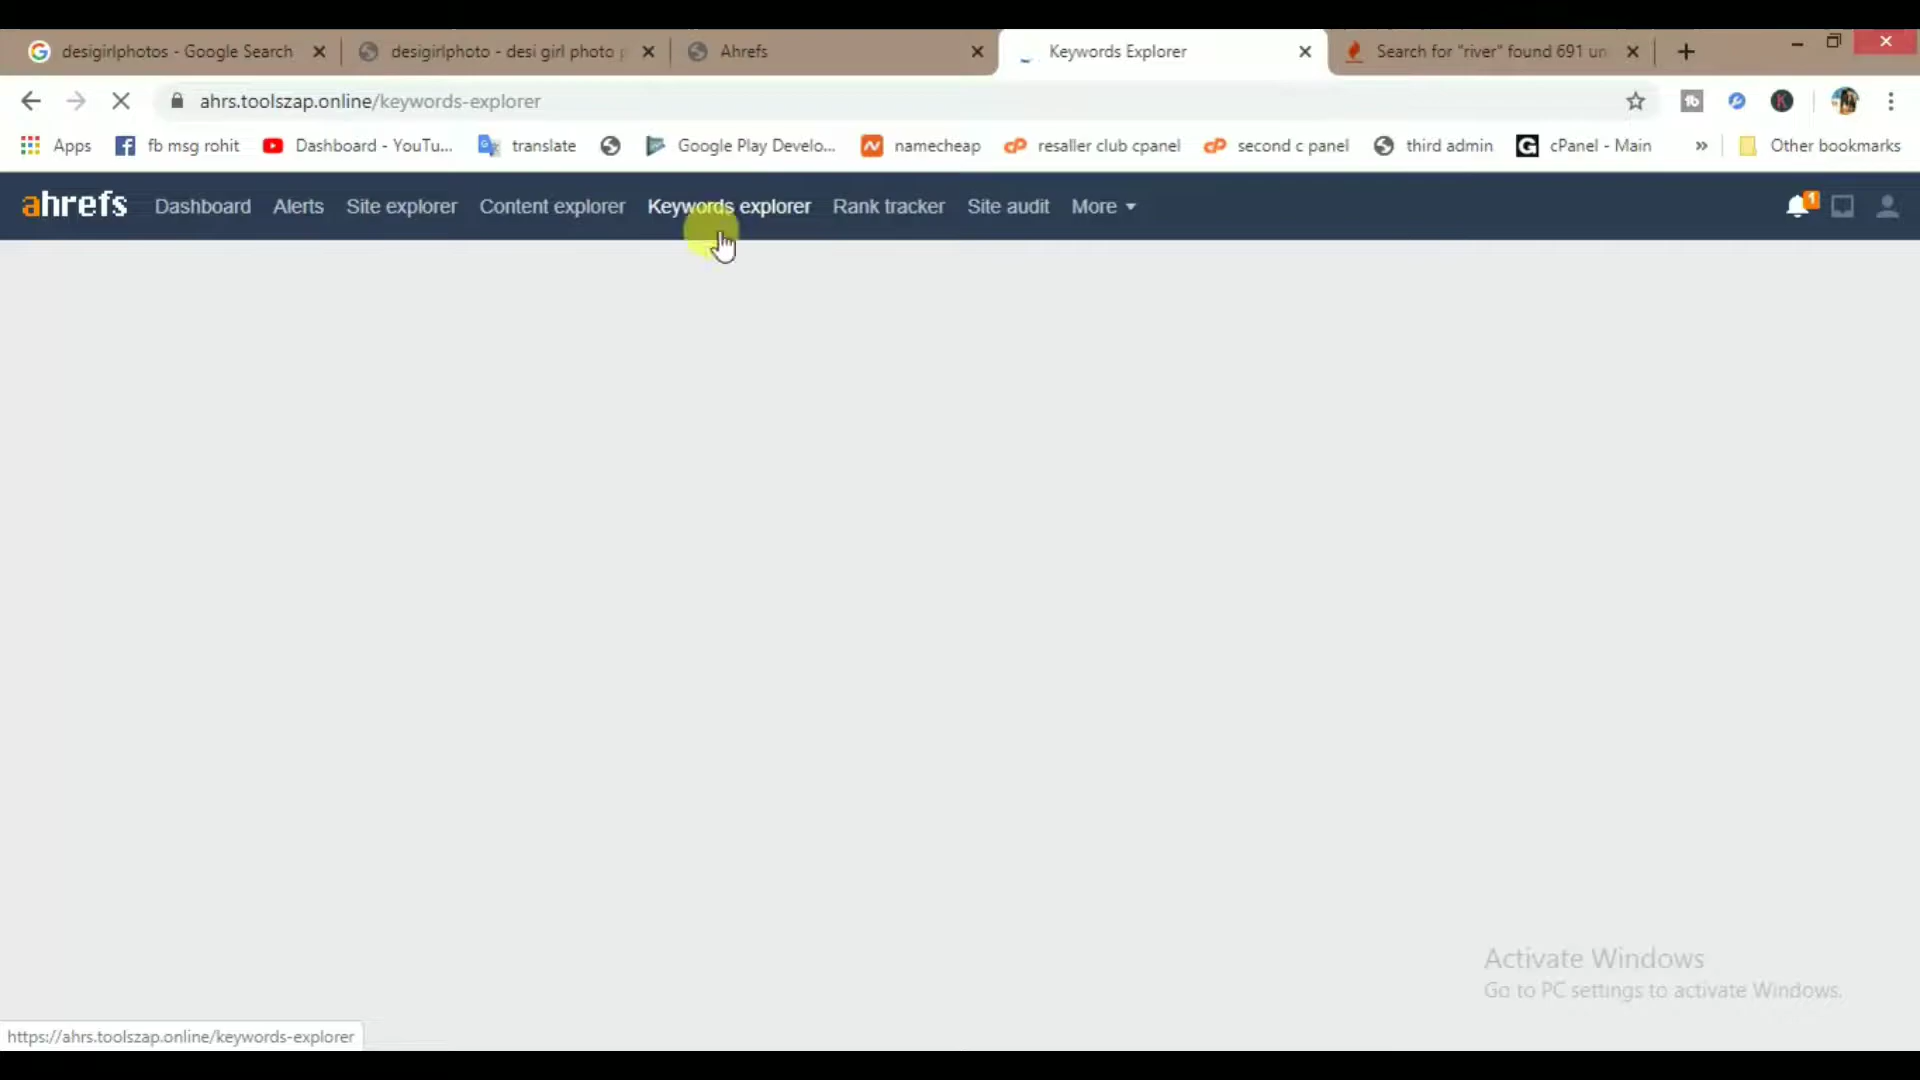 desigirlphotos - Google Search
desigirlphoto - desi girl photo
Ahrefs
Keywords Explorer
Search for "river" found 691 un
ahrs.toolszap.online/keywords-explorer
Apps
fb msg rohit
Dashboard - YouTu...
translate
Google Play Develo...
namecheap
resaller club cpanel
second c panel
third admin
cPanel - Main
»
Other bookmarks
ahrefs
Dashboard
Alerts
Site explorer
Content explorer
Keywords explorer
Rank tracker
Site audit
More
1
Activate Windows
Go to PC settings to activate Windows.
https://ahrs.toolszap.online/keywords-explorer